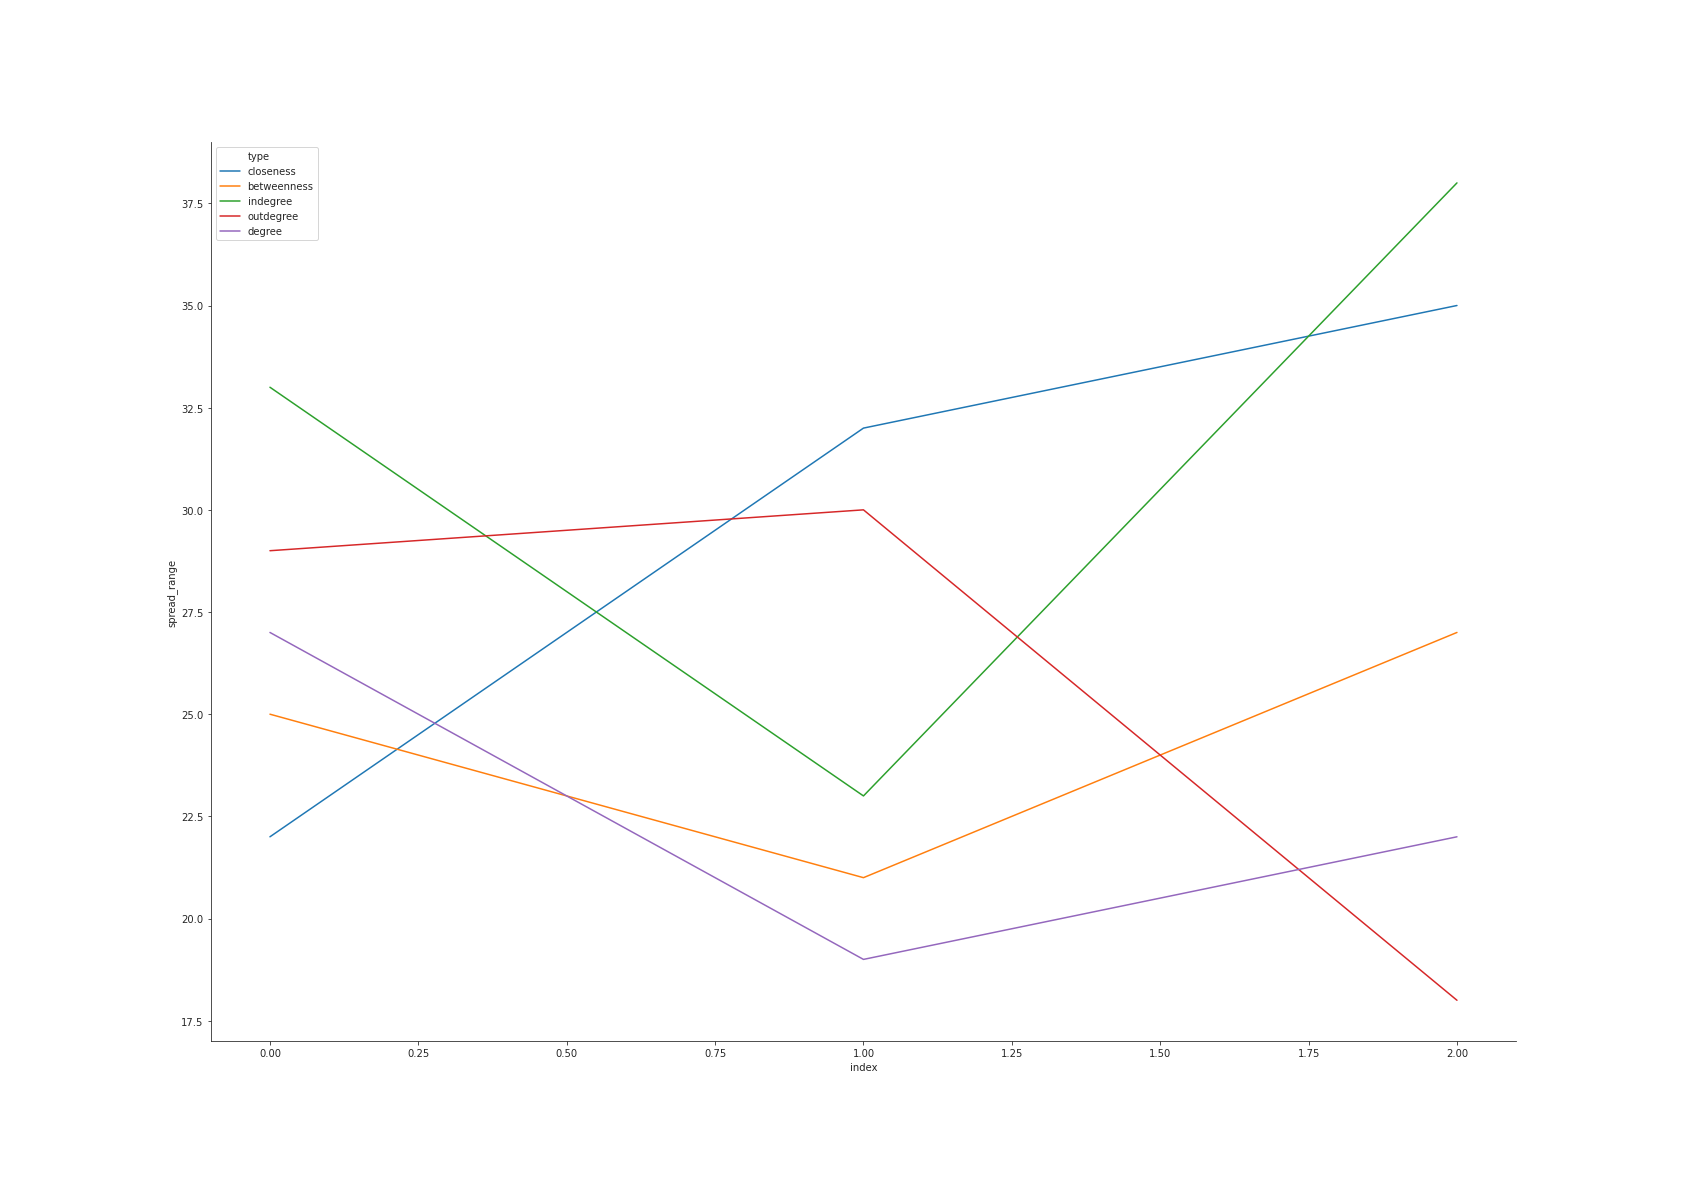 type
closeness
betweenness
indegree
outdegree
degree
37.5
35.0
32.5
30.0
27.5
25.0
22.5
20.0
17.5
spread_range
0.00 0.25 0.50 0.75 1.00 1.25 1.50 1.75 2.00
index